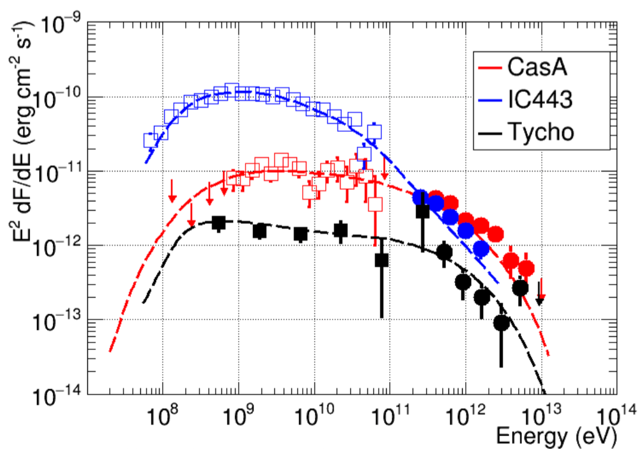 10⁻⁹
10⁻¹⁰
10⁻¹¹
10⁻¹²
10⁻¹³
10⁻¹⁴
E² dF/dE (erg cm⁻² s⁻¹)
CasA
IC443
Tycho
10⁸ 10⁹ 10¹⁰ 10¹¹ 10¹² 10¹³ 10¹⁴
Energy (eV)